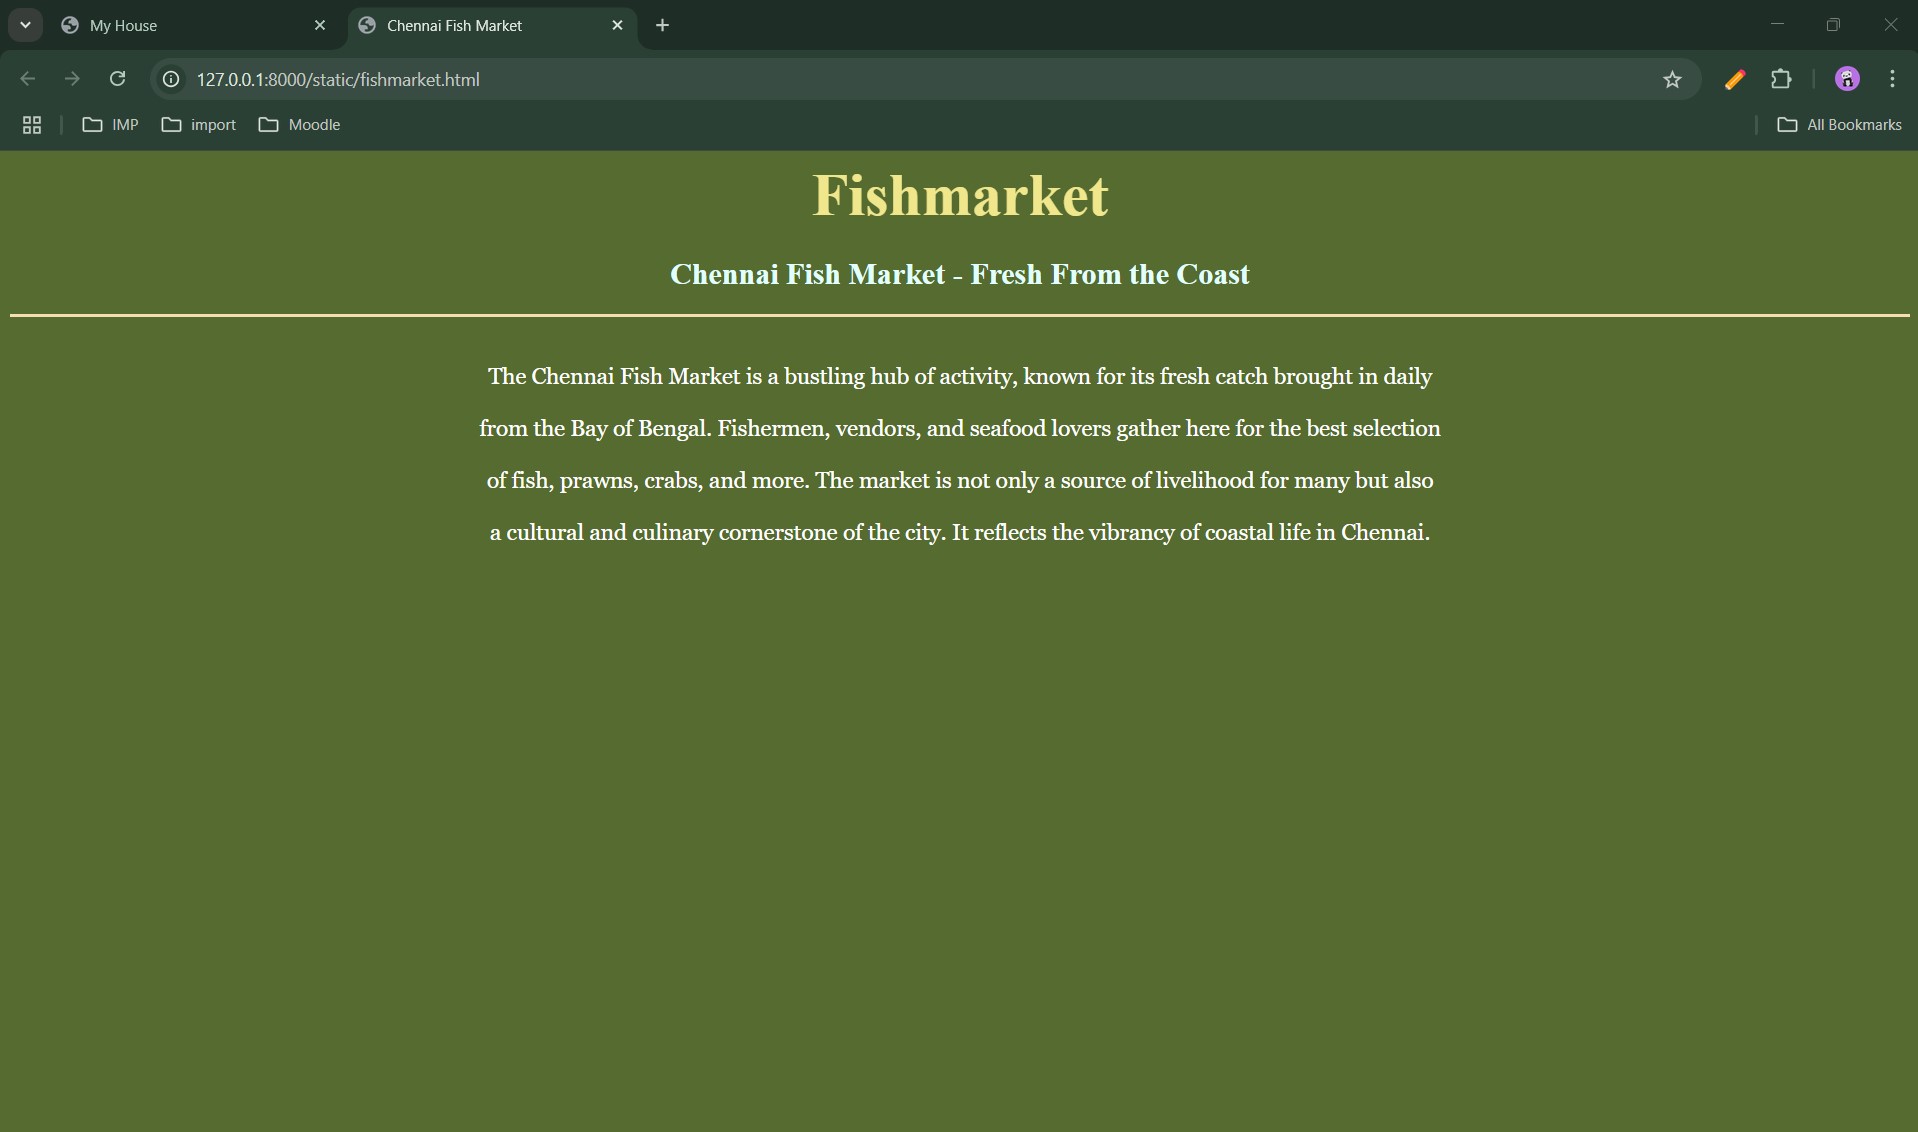 My House
Chennai Fish Market
127.0.0.1:8000/static/fishmarket.html
IMP
import
Moodle
All Bookmarks
Fishmarket
Chennai Fish Market - Fresh From the Coast
The Chennai Fish Market is a bustling hub of activity, known for its fresh catch brought in daily
from the Bay of Bengal. Fishermen, vendors, and seafood lovers gather here for the best selection
of fish, prawns, crabs, and more. The market is not only a source of livelihood for many but also
a cultural and culinary cornerstone of the city. It reflects the vibrancy of coastal life in Chennai.